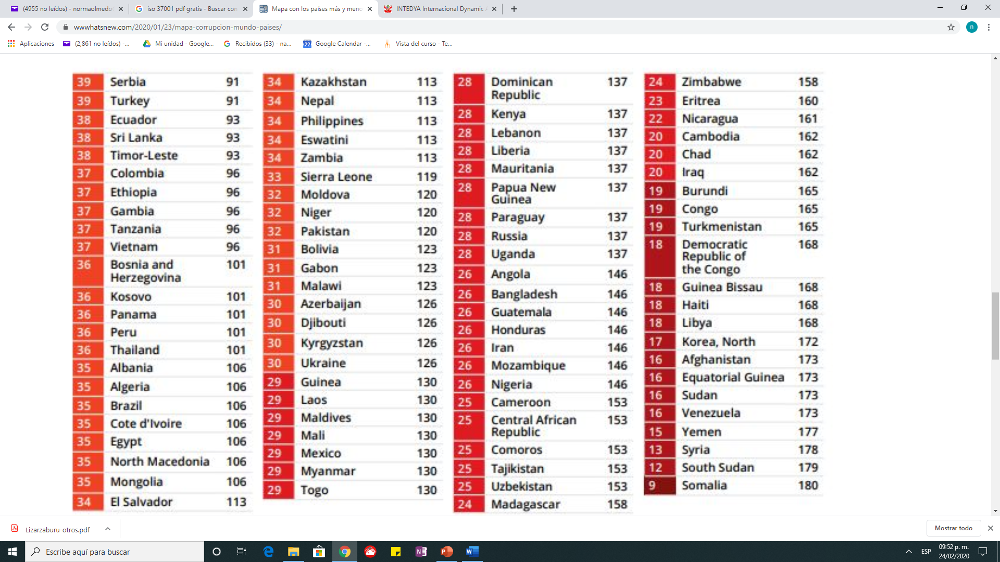 (4955 no leídos) - normaolmedo
iso 37001 pdf gratis - Buscar con
Mapa con los países más y meno
INTEDYA Internacional Dynamic
wwwhatsnew.com/2020/01/23/mapa-corrupcion-mundo-paises/
n
Aplicaciones
(2,861 no leídos) -...
Mi unidad - Google...
Recibidos (33) - na...
22
Google Calendar -...
Vista del curso - Te...
39 Serbia 91
39 Turkey 91
38 Ecuador 93
38 Sri Lanka 93
38 Timor-Leste 93
37 Colombia 96
37 Ethiopia 96
37 Gambia 96
37 Tanzania 96
37 Vietnam 96
36 Bosnia and 101
Herzegovina
36 Kosovo 101
36 Panama 101
36 Peru 101
36 Thailand 101
35 Albania 106
35 Algeria 106
35 Brazil 106
35 Cote d'Ivoire 106
35 Egypt 106
35 North Macedonia 106
35 Mongolia 106
34 El Salvador 113
34 Kazakhstan 113
34 Nepal 113
34 Philippines 113
34 Eswatini 113
34 Zambia 113
33 Sierra Leone 119
32 Moldova 120
32 Niger 120
32 Pakistan 120
31 Bolivia 123
31 Gabon 123
31 Malawi 123
30 Azerbaijan 126
30 Djibouti 126
30 Kyrgyzstan 126
30 Ukraine 126
29 Guinea 130
29 Laos 130
29 Maldives 130
29 Mali 130
29 Mexico 130
29 Myanmar 130
29 Togo 130
28 Dominican 137
Republic
28 Kenya 137
28 Lebanon 137
28 Liberia 137
28 Mauritania 137
28 Papua New 137
Guinea
28 Paraguay 137
28 Russia 137
28 Uganda 137
26 Angola 146
26 Bangladesh 146
26 Guatemala 146
26 Honduras 146
26 Iran 146
26 Mozambique 146
26 Nigeria 146
25 Cameroon 153
25 Central African 153
Republic
25 Comoros 153
25 Tajikistan 153
25 Uzbekistan 153
24 Madagascar 158
24 Zimbabwe 158
23 Eritrea 160
22 Nicaragua 161
20 Cambodia 162
20 Chad 162
20 Iraq 162
19 Burundi 165
19 Congo 165
19 Turkmenistan 165
18 Democratic 168
Republic of
the Congo
18 Guinea Bissau 168
18 Haiti 168
18 Libya 168
17 Korea, North 172
16 Afghanistan 173
16 Equatorial Guinea 173
16 Sudan 173
16 Venezuela 173
15 Yemen 177
13 Syria 178
12 South Sudan 179
9 Somalia 180
Lizarzaburu-otros.pdf
Mostrar todo
Escribe aquí para buscar
ESP
09:52 p. m.
24/02/2020